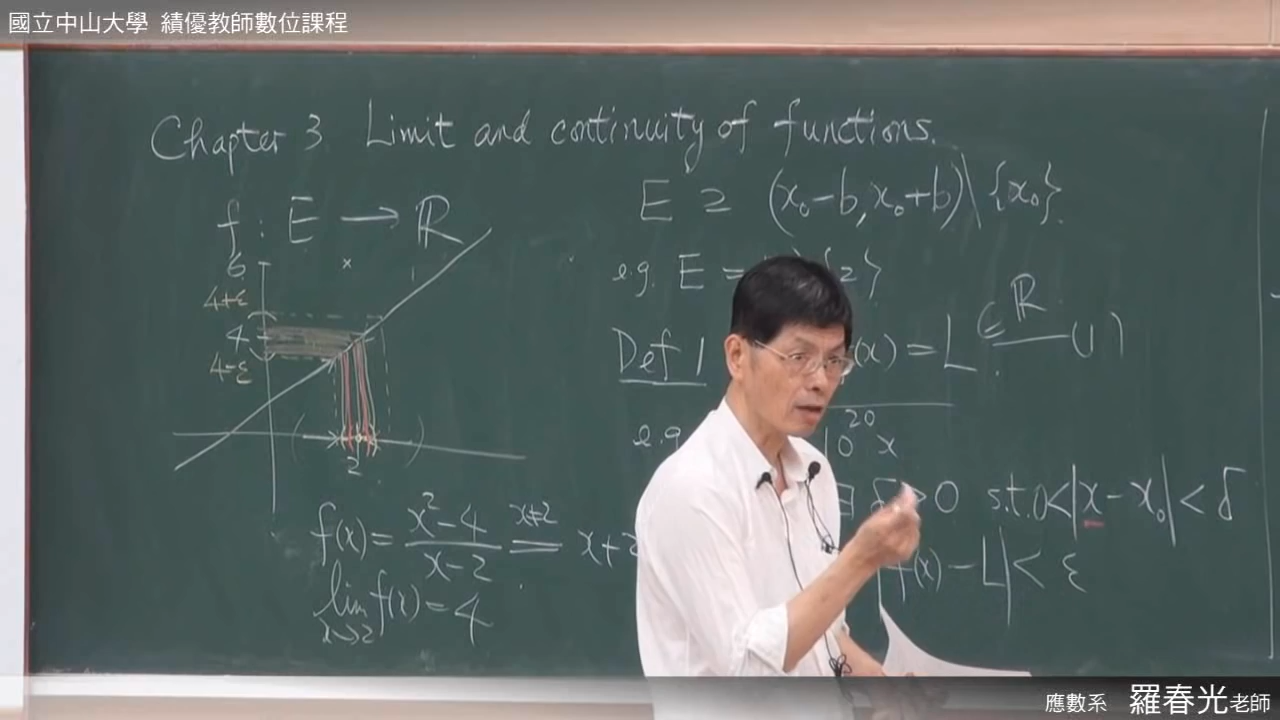 國立中山大學 績優教師數位課程
Chapter 3 Limit and continuity of functions.
f : E → ℝ
E ⊇ (x₀-b, x₀+b)\{x₀}.
e.g. E = \{2}
6
4+ε
4
4-ε
2
Def 1 (x) = L ∈ ℝ (1)
e.g. 10²⁰x
∃ δ>0 s.t. 0<|x-x₀|<δ
|f(x)-L|<ε
f(x) = (x²-4)/(x-2) =(x≠2) x+2
lim x→2 f(x) = 4
應數系 羅春光老師